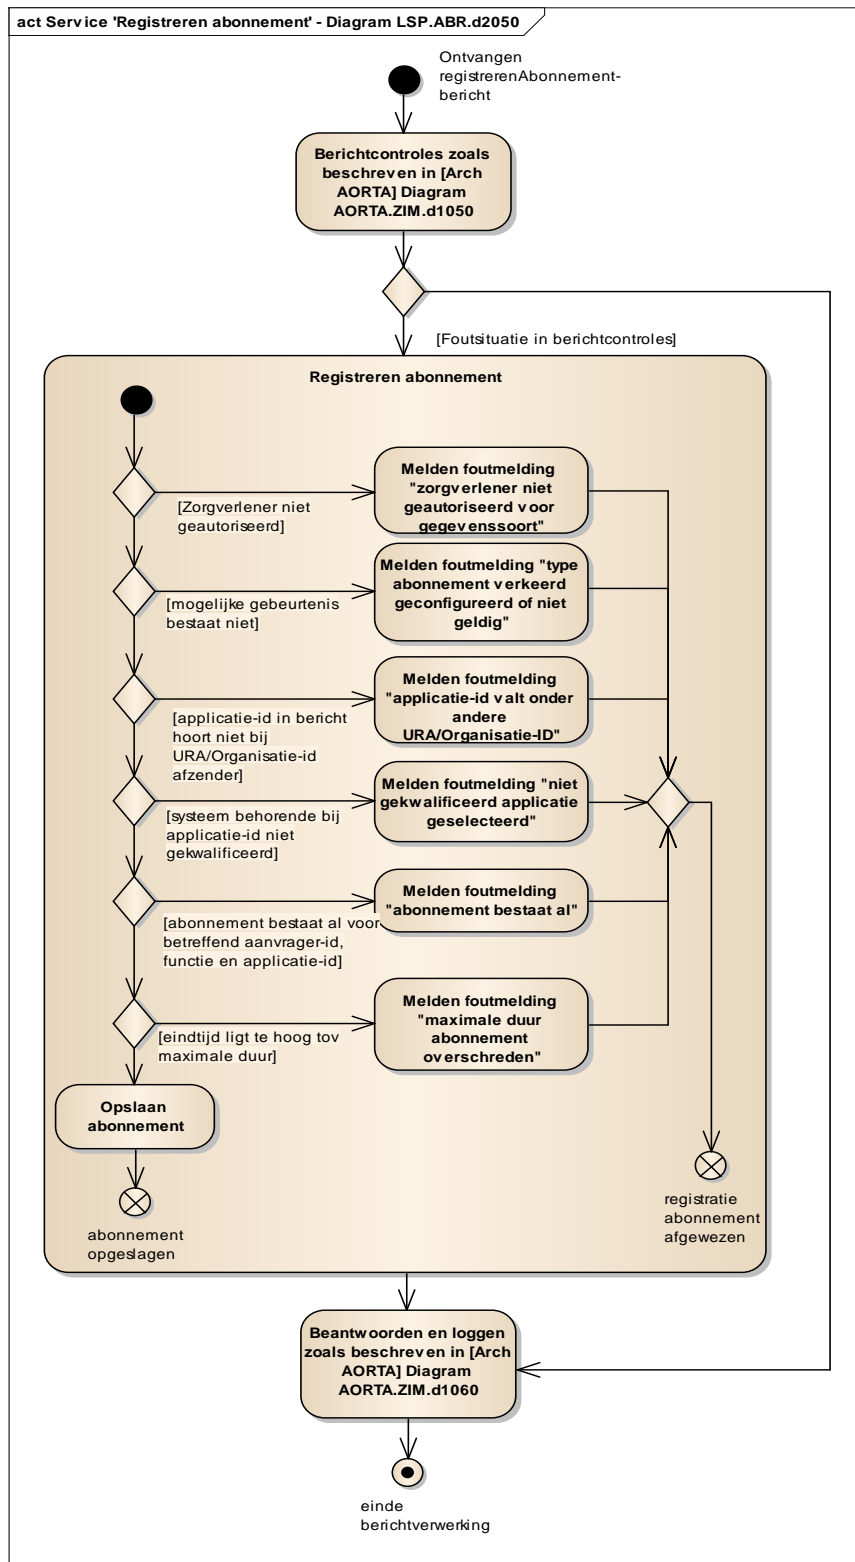 act Service 'Registreren abonnement' - Diagram LSP.ABR.d2050
Ontvangen
registrerenAbonnement-
bericht
Berichtcontroles zoals
beschreven in [Arch
AORTA] Diagram
AORTA.ZIM.d1050
[Foutsituatie in berichtcontroles]
Registreren abonnement
[Zorgverlener niet
geautoriseerd]
Melden foutmelding
"zorgverlener niet
geautoriseerd voor
gegevenssoort"
[mogelijke gebeurtenis
bestaat niet]
Melden foutmelding "type
abonnement verkeerd
geconfigureerd of niet
geldig"
[applicatie-id in bericht
hoort niet bij
URA/Organisatie-id
afzender]
Melden foutmelding
"applicatie-id valt onder
andere
URA/Organisatie-ID"
[systeem behorende bij
applicatie-id niet
gekwalificeerd]
Melden foutmelding "niet
gekwalificeerd applicatie
geselecteerd"
[abonnement bestaat al voor
betreffend aanvrager-id,
functie en applicatie-id]
Melden foutmelding
"abonnement bestaat al"
[eindtijd ligt te hoog tov
maximale duur]
Melden foutmelding
"maximale duur
abonnement
overschreden"
Opslaan
abonnement
abonnement
opgeslagen
registratie
abonnement
afgewezen
Beantwoorden en loggen
zoals beschreven in [Arch
AORTA] Diagram
AORTA.ZIM.d1060
einde
berichtverwerking